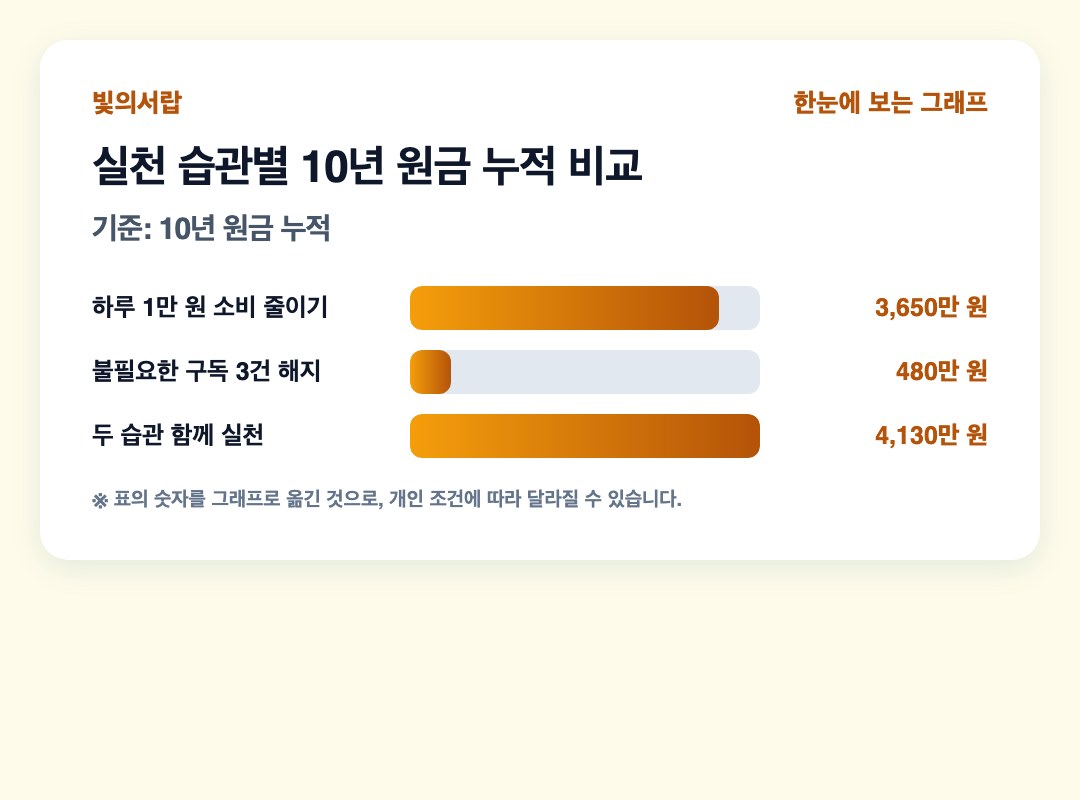 빛의서랍
한눈에 보는 그래프
실천 습관별 10년 원금 누적 비교
기준: 10년 원금 누적
하루 1만 원 소비 줄이기 3,650만 원
불필요한 구독 3건 해지 480만 원
두 습관 함께 실천 4,130만 원
※ 표의 숫자를 그래프로 옮긴 것으로, 개인 조건에 따라 달라질 수 있습니다.